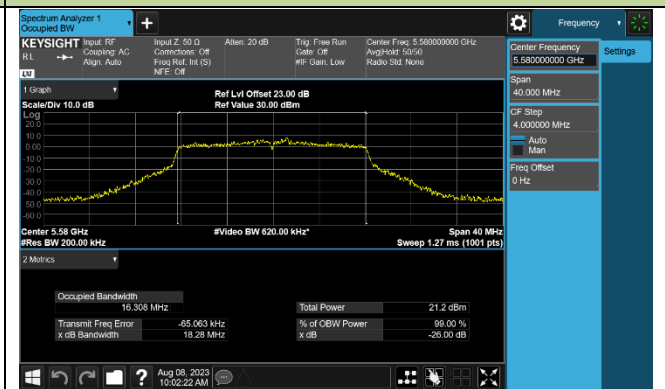 Spectrum Analyzer 1
Occupied BW
Frequency
KEYSIGHT
R L
LXI
Input: RF
Coupling: AC
Align: Auto
Input Z: 50 Ω
Corrections: Off
Freq Ref: Int (S)
NFE: Off
Atten: 20 dB
Trig: Free Run
Gate: Off
#IF Gain: Low
Center Freq: 5.580000000 GHz
Avg|Hold: 50/50
Radio Std: None
Center Frequency
5.580000000 GHz
Settings
Span
40.000 MHz
CF Step
4.000000 MHz
Auto
Man
Freq Offset
0 Hz
1 Graph
Scale/Div 10.0 dB
Ref Lvl Offset 23.00 dB
Ref Value 30.00 dBm
Log
20.0
10.0
0.00
-10.0
-20.0
-30.0
-40.0
-50.0
-60.0
Center 5.58 GHz
#Video BW 620.00 kHz*
Span 40 MHz
#Res BW 200.00 kHz
Sweep 1.27 ms (1001 pts)
2 Metrics
Occupied Bandwidth
16.308 MHz
Total Power 21.2 dBm
Transmit Freq Error -65.063 kHz
% of OBW Power 99.00 %
x dB Bandwidth 18.28 MHz
x dB -26.00 dB
?
Aug 08, 2023
10:02:22 AM